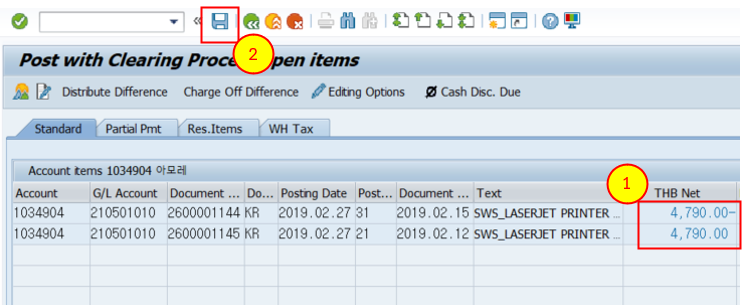 2
Post with Clearing Proce pen items
Distribute Difference Charge Off Difference Editing Options Cash Disc. Due
Standard Partial Pmt Res.Items WH Tax
Account items 1034904 아모레
1
Account G/L Account Document ... Do... Posting Date Post... Document ... Text THB Net
1034904 210501010 2600001144 KR 2019.02.27 31 2019.02.15 SWS_LASERJET PRINTER ... 4,790.00-
1034904 210501010 2600001145 KR 2019.02.27 21 2019.02.12 SWS_LASERJET PRINTER ... 4,790.00